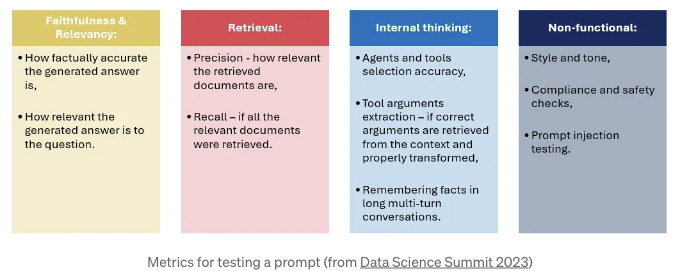 Faithfulness &
Relevancy:
• How factually accurate
the generated answer
is,
• How relevant the
generated answer is to
the question.
Retrieval:
• Precision - how relevant
the retrieved
documents are,
• Recall – if all the
relevant documents
were retrieved.
Internal thinking:
• Agents and tools
selection accuracy,
• Tool arguments
extraction – if correct
arguments are retrieved
from the context and
properly transformed,
• Remembering facts in
long multi-turn
conversations.
Non-functional:
• Style and tone,
• Compliance and safety
checks,
• Prompt injection
testing.
Metrics for testing a prompt (from Data Science Summit 2023)